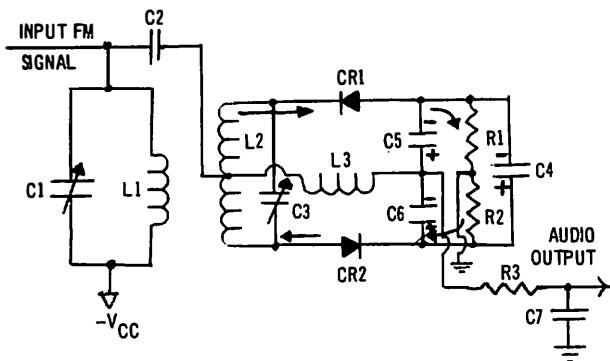 C2
INPUT FM
SIGNAL
CR1
L2
C5
R1
L3
C4
C1
L1
C3
C6
R2
CR2
AUDIO
OUTPUT
R3
C7
-VCC